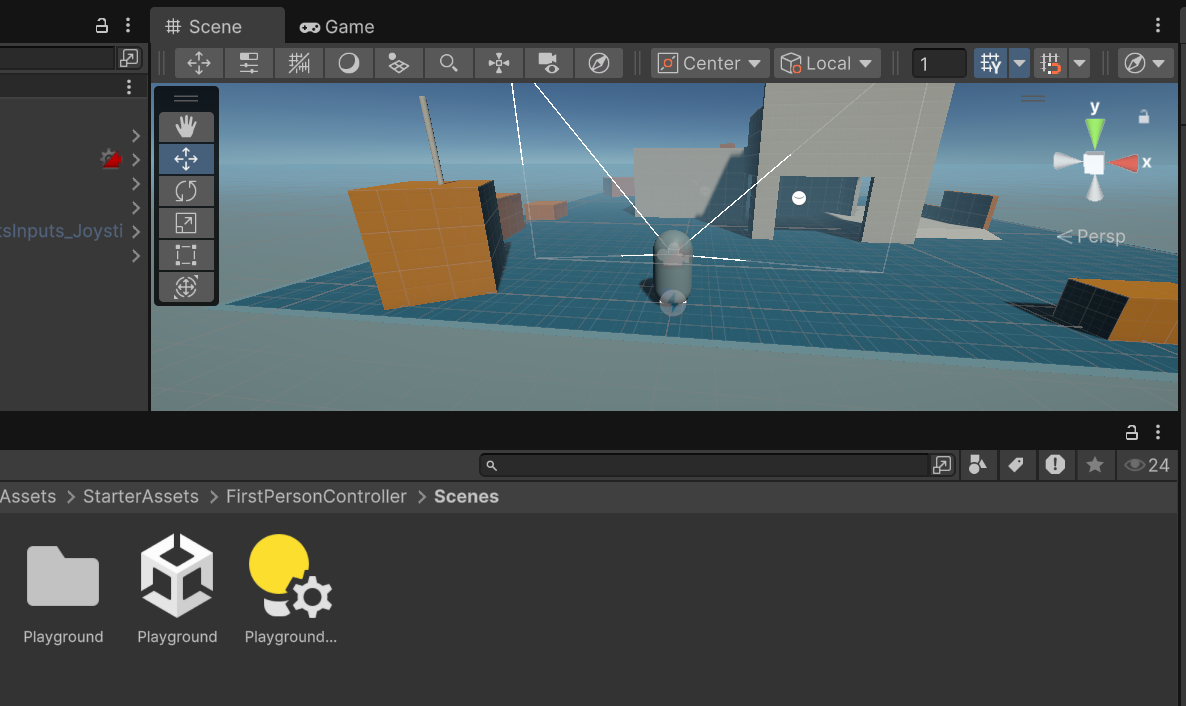 Scene
Game
Center
Local
1
y
x
Persp
tsInputs_Joysti
24
Assets > StarterAssets > FirstPersonController > Scenes
Playground
Playground
Playground...